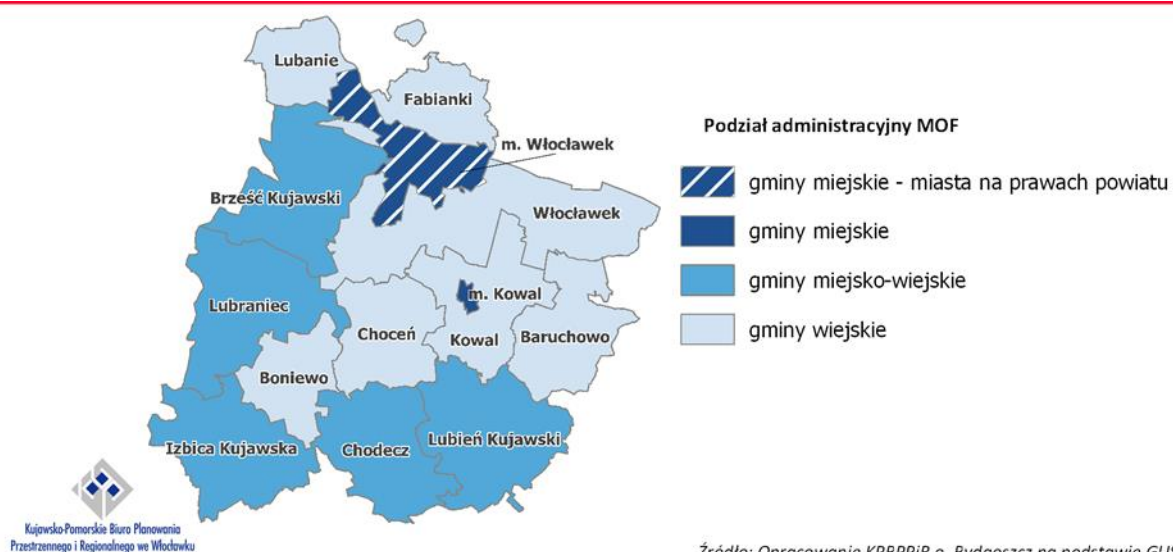 Lubanie
Fabianki
m. Włocławek
Brześć Kujawski
Włocławek
Lubraniec
m. Kowal
Choceń
Kowal
Baruchowo
Boniewo
Izbica Kujawska
Chodecz
Lubień Kujawski
Podział administracyjny MOF
gminy miejskie - miasta na prawach powiatu
gminy miejskie
gminy miejsko-wiejskie
gminy wiejskie
Kujawsko-Pomorskie Biuro Planowania
Przestrzennego i Regionalnego we Włocławku
Źródło: Opracowanie KPBPPiR o. Bydgoszcz na podstawie